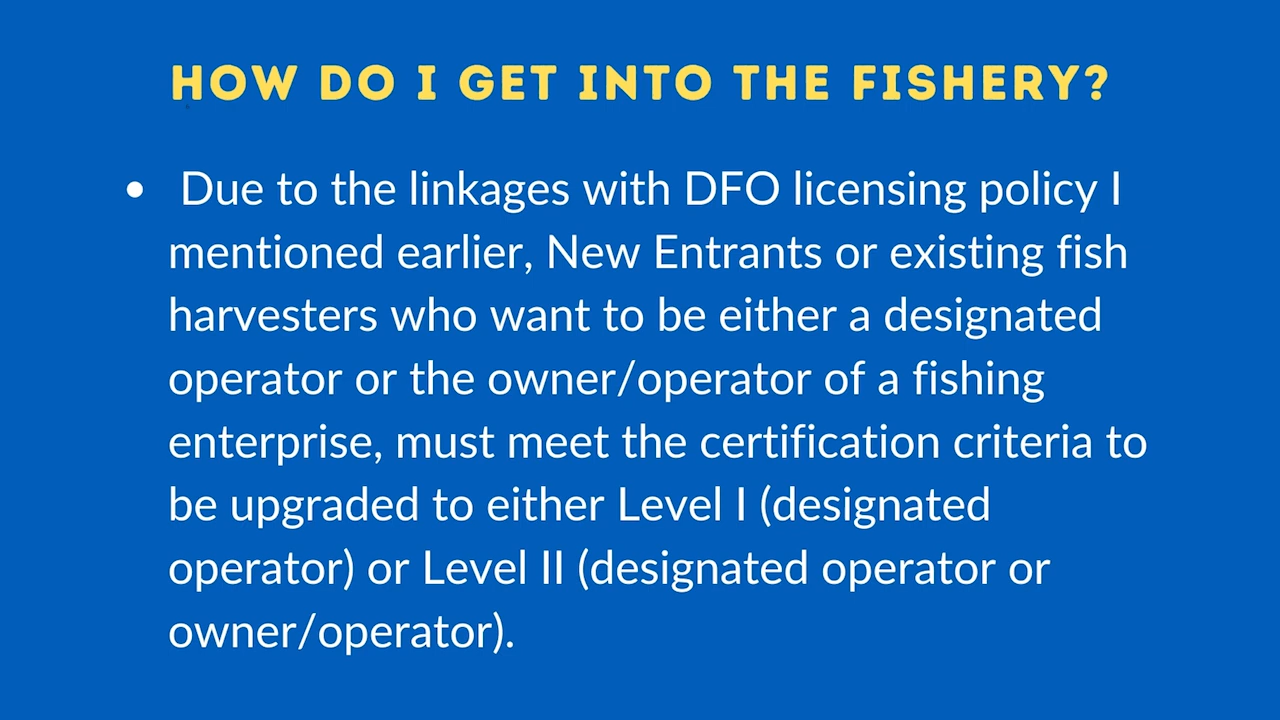 HOW DO I GET INTO THE FISHERY?
• Due to the linkages with DFO licensing policy I
mentioned earlier, New Entrants or existing fish
harvesters who want to be either a designated
operator or the owner/operator of a fishing
enterprise, must meet the certification criteria to
be upgraded to either Level I (designated
operator) or Level II (designated operator or
owner/operator).